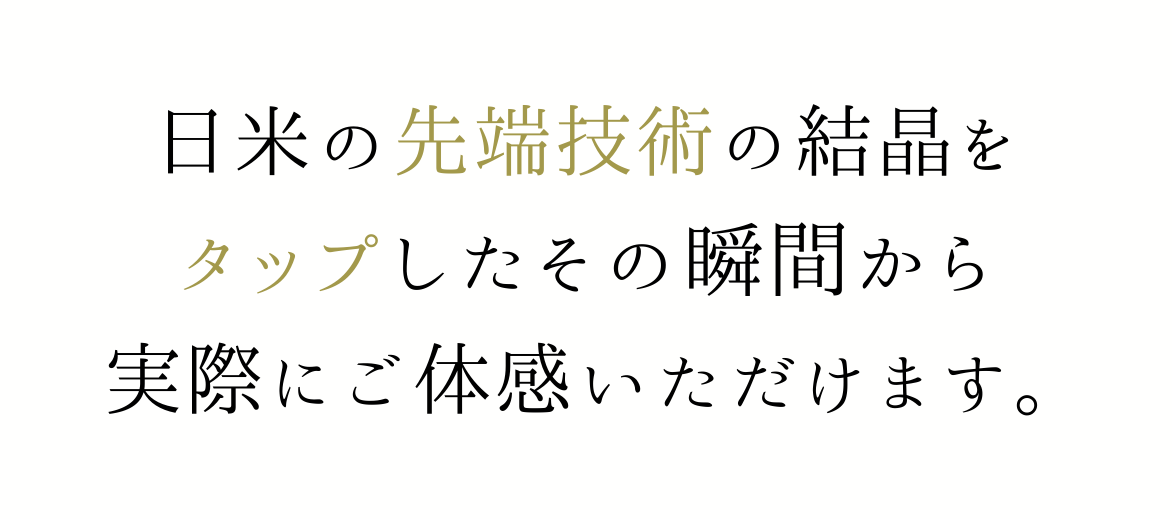 日米の先端技術の結晶を
タップしたその瞬間から
実際にご体感いただけます。